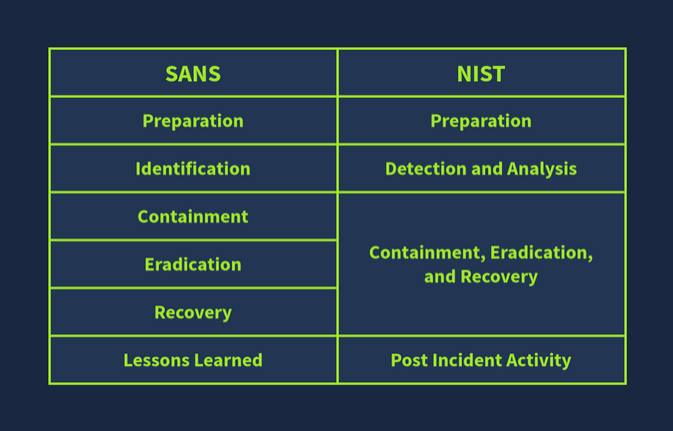 SANS
NIST
Preparation
Preparation
Identification
Detection and Analysis
Containment
Eradication
Recovery
Containment, Eradication,
and Recovery
Lessons Learned
Post Incident Activity